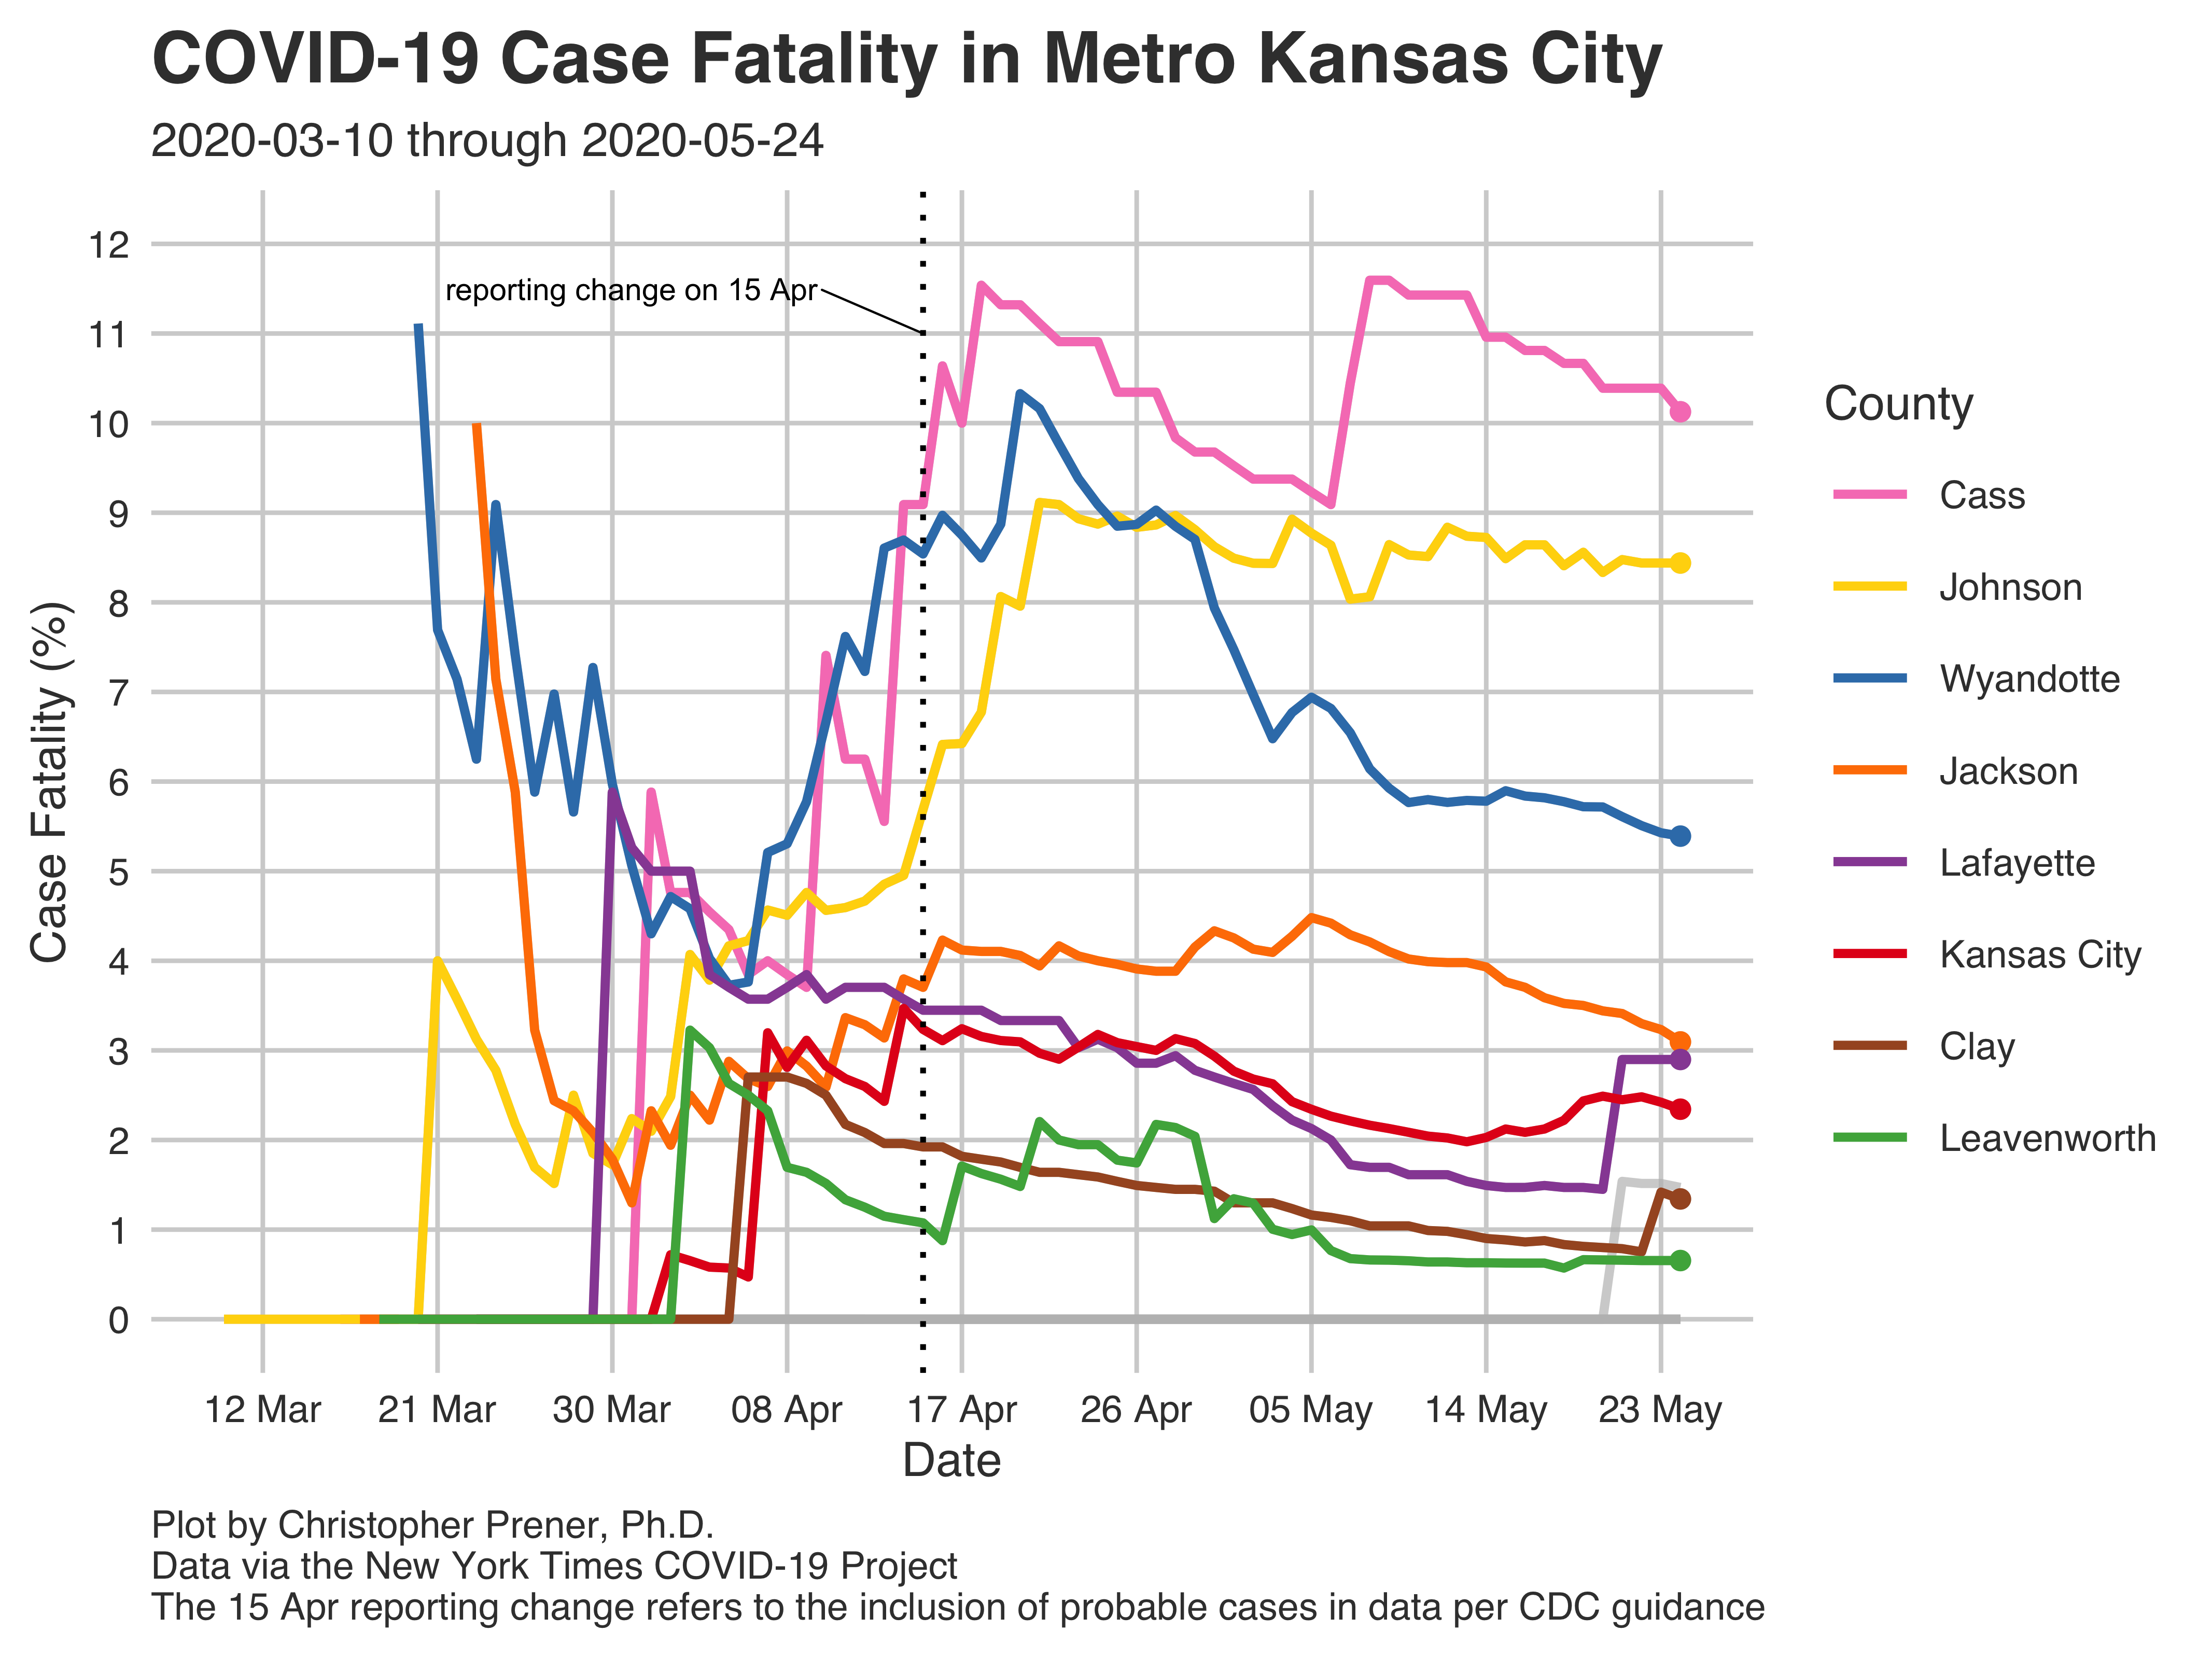 COVID-19 Case Fatality in Metro Kansas City
2020-03-10 through 2020-05-24
12
11
10
9
8
7
6
5
4
3
2
1
0
Case Fatality (%)
reporting change on 15 Apr
12 Mar
21 Mar
30 Mar
08 Apr
17 Apr
26 Apr
05 May
14 May
23 May
Date
County
Cass
Johnson
Wyandotte
Jackson
Lafayette
Kansas City
Clay
Leavenworth
Plot by Christopher Prener, Ph.D.
Data via the New York Times COVID-19 Project
The 15 Apr reporting change refers to the inclusion of probable cases in data per CDC guidance